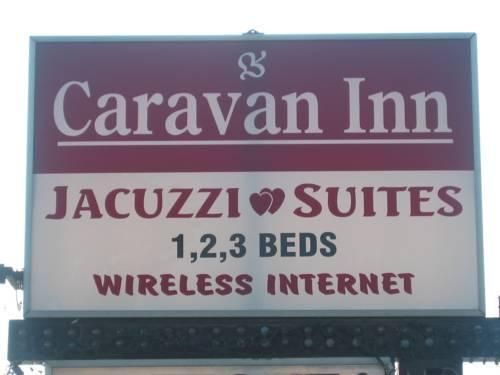 Caravan Inn
JACUZZI SUITES
1,2,3 BEDS
WIRELESS INTERNET